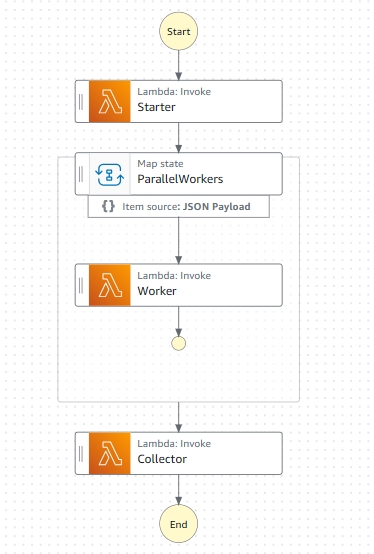 Start
Lambda: Invoke
Starter
Map state
ParallelWorkers
{} Item source: JSON Payload
Lambda: Invoke
Worker
Lambda: Invoke
Collector
End